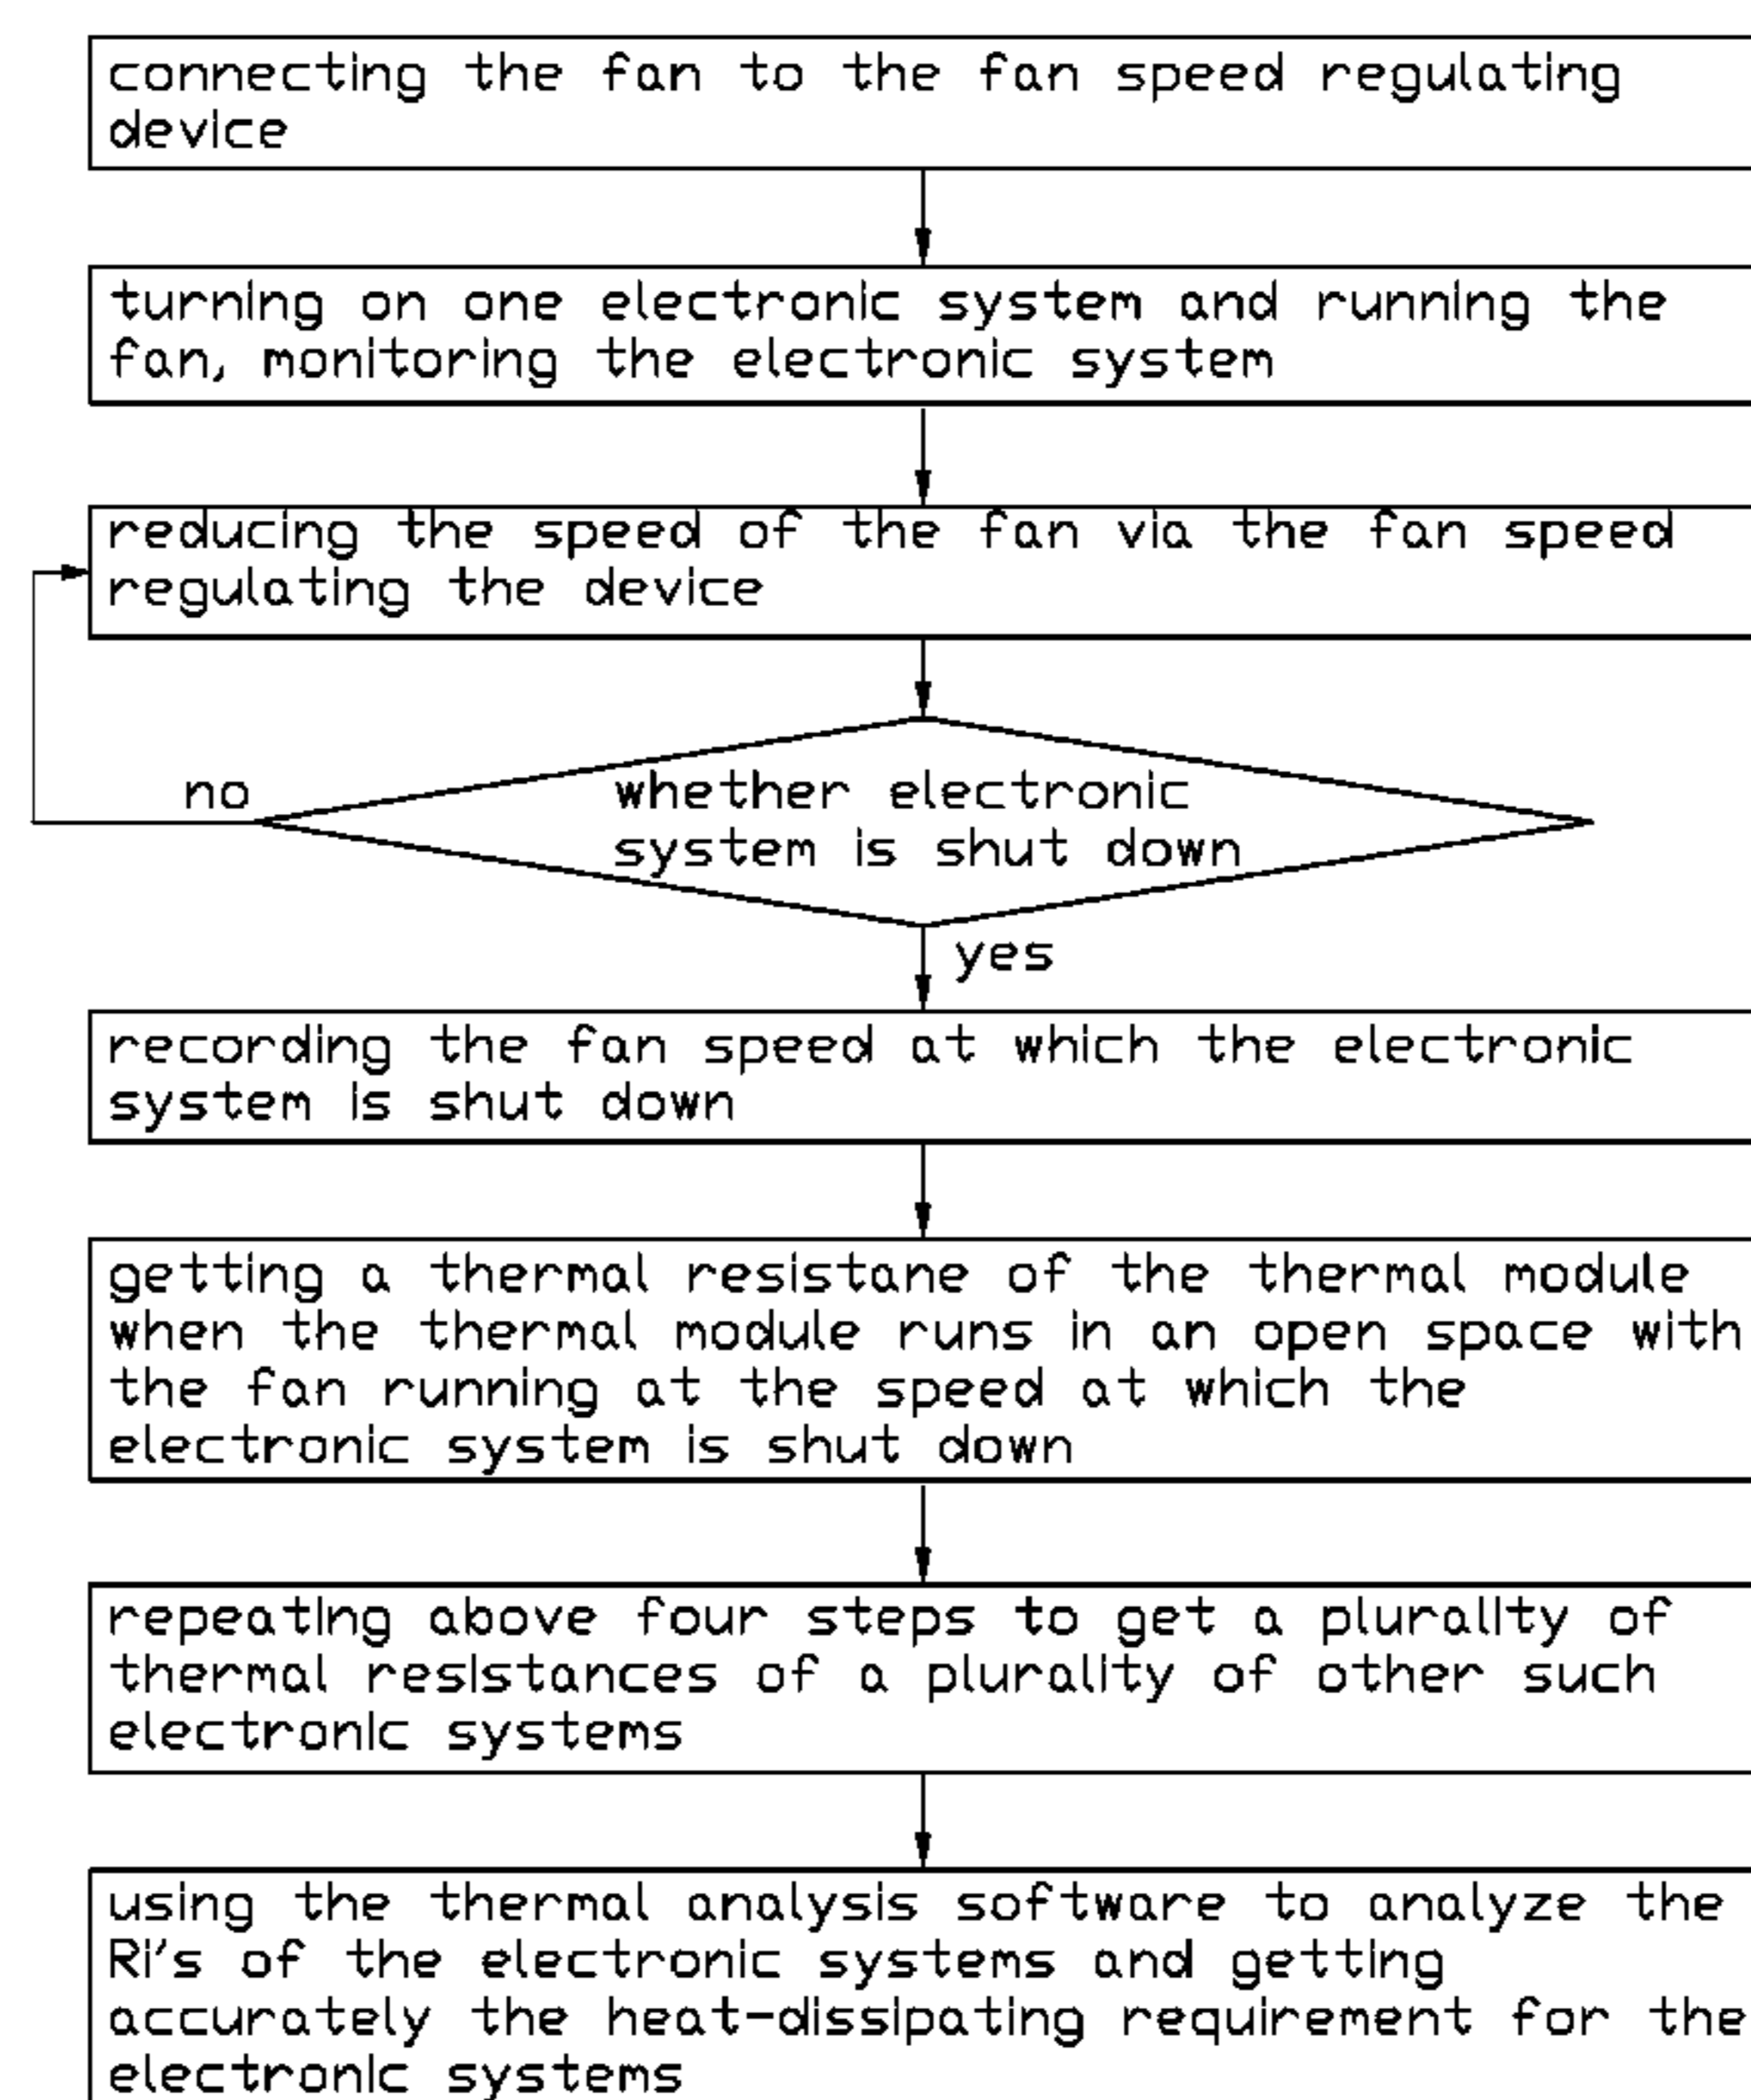 connecting the fan to the fan speed regulating
device
turning on one electronic system and running the
fan, monitoring the electronic system
reducing the speed of the fan via the fan speed
regulating the device
no
whether electronic
system is shut down
yes
recording the fan speed at which the electronic
system is shut down
getting a thermal resistane of the thermal module
when the thermal module runs in an open space with
the fan running at the speed at which the
electronic system is shut down
repeating above four steps to get a plurality of
thermal resistances of a plurality of other such
electronic systems
using the thermal analysis software to analyze the
Ri's of the electronic systems and getting
accurately the heat-dissipating requirement for the
electronic systems